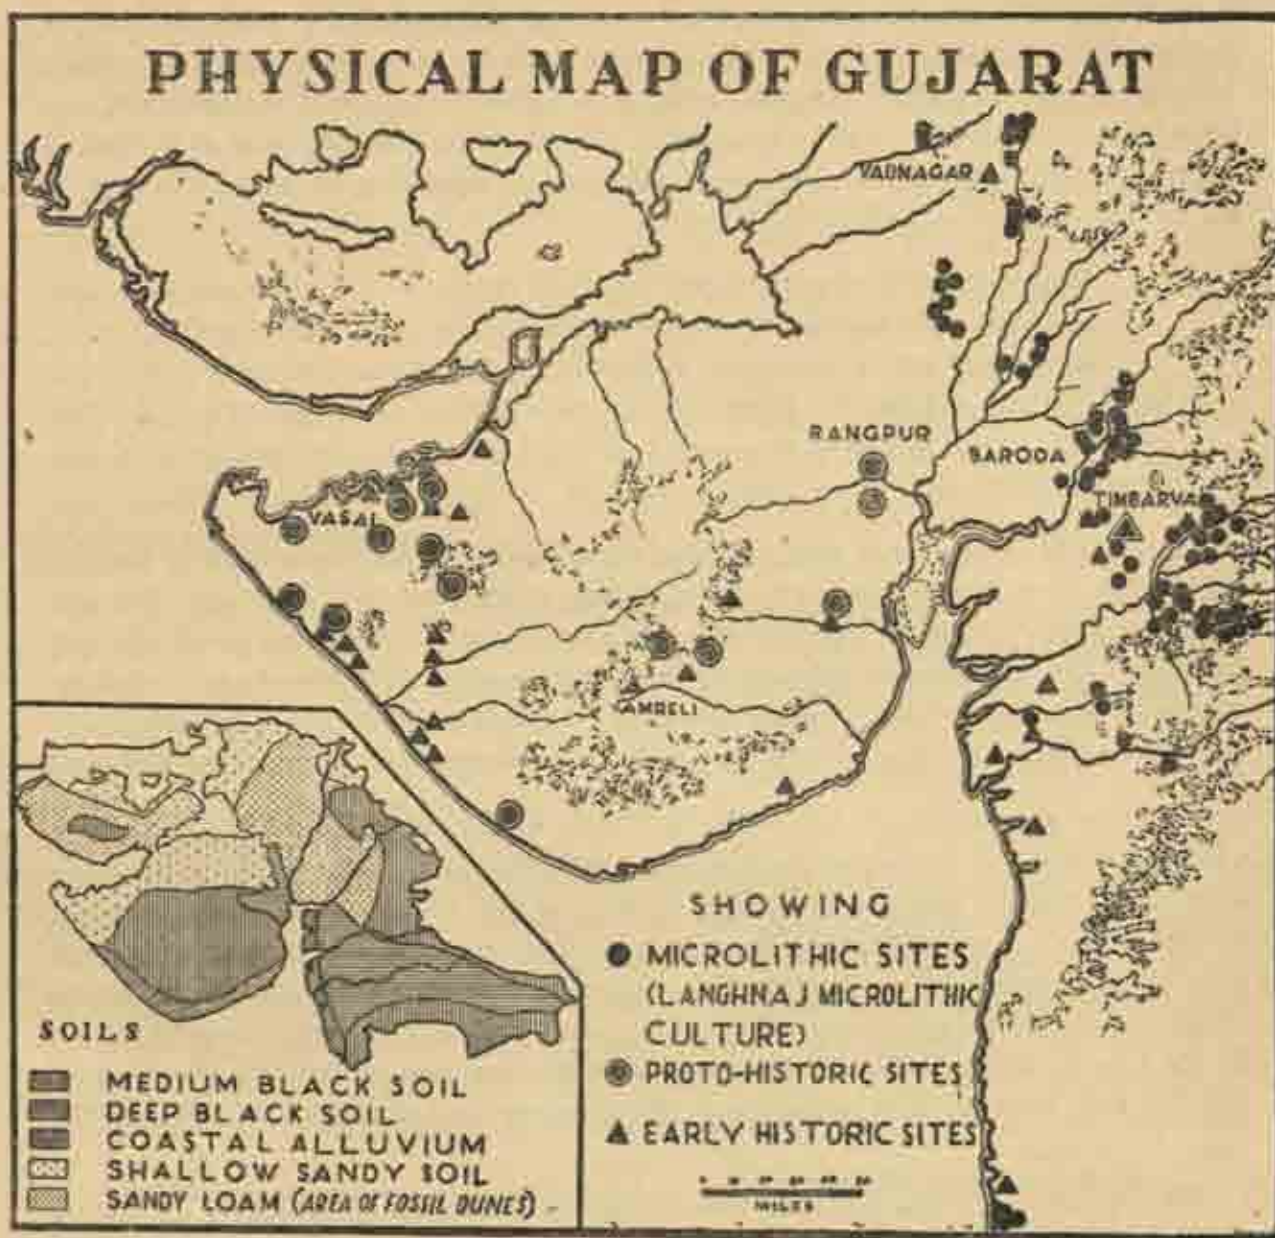 PHYSICAL MAP OF GUJARAT
VADNAGAR
RANGPUR
BARODA
TIMBARVA
VASAI
AMRELI
SHOWING
MICROLITHIC SITES
(LANGHNAJ MICROLITHIC
CULTURE)
PROTO-HISTORIC SITES
EARLY HISTORIC SITES
MILES
SOILS
MEDIUM BLACK SOIL
DEEP BLACK SOIL
COASTAL ALLUVIUM
SHALLOW SANDY SOIL
SANDY LOAM (AREA OF FOSSIL DUNES)